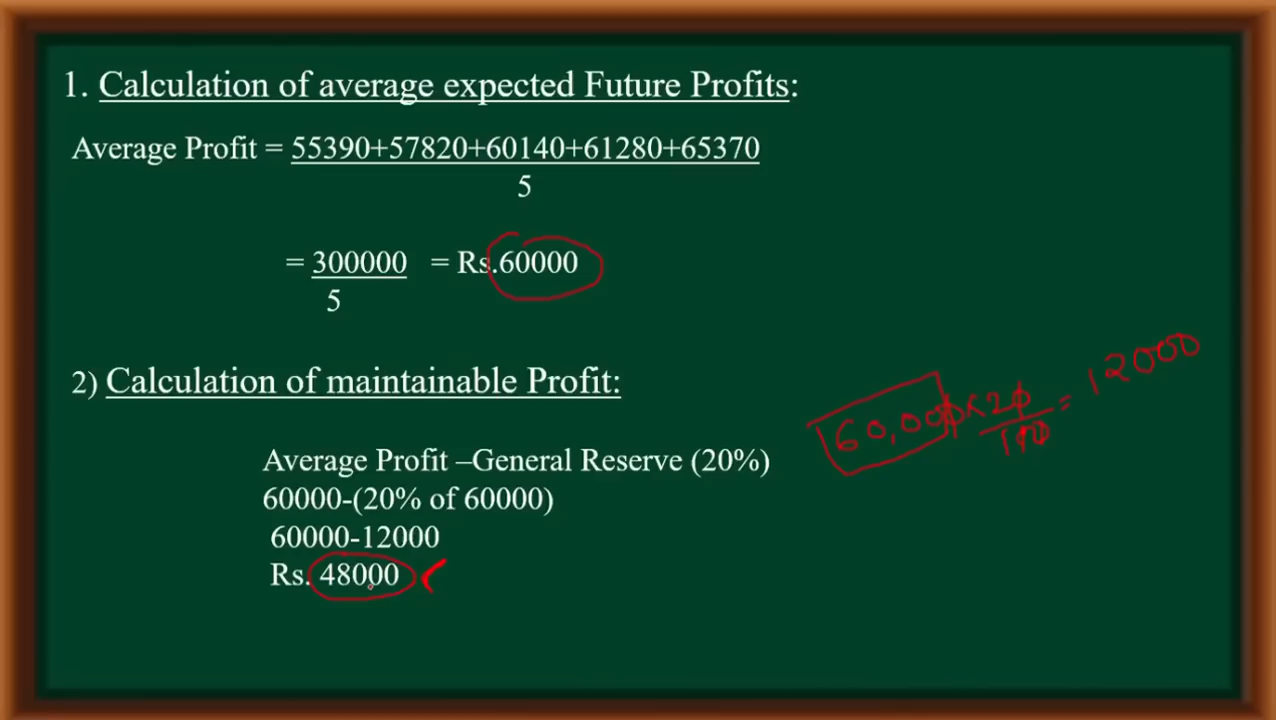 1. Calculation of average expected Future Profits:
Average Profit = 55390+57820+60140+61280+65370
5
= 300000 = Rs.60000
5
2) Calculation of maintainable Profit:
60,000 × 20 = 12000
100
Average Profit –General Reserve (20%)
60000-(20% of 60000)
60000-12000
Rs. 48000